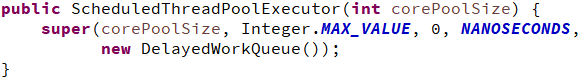 public ScheduledThreadPoolExecutor(int corePoolSize) {
super(corePoolSize, Integer.MAX_VALUE, 0, NANOSECONDS,
new DelayedWorkQueue());
}